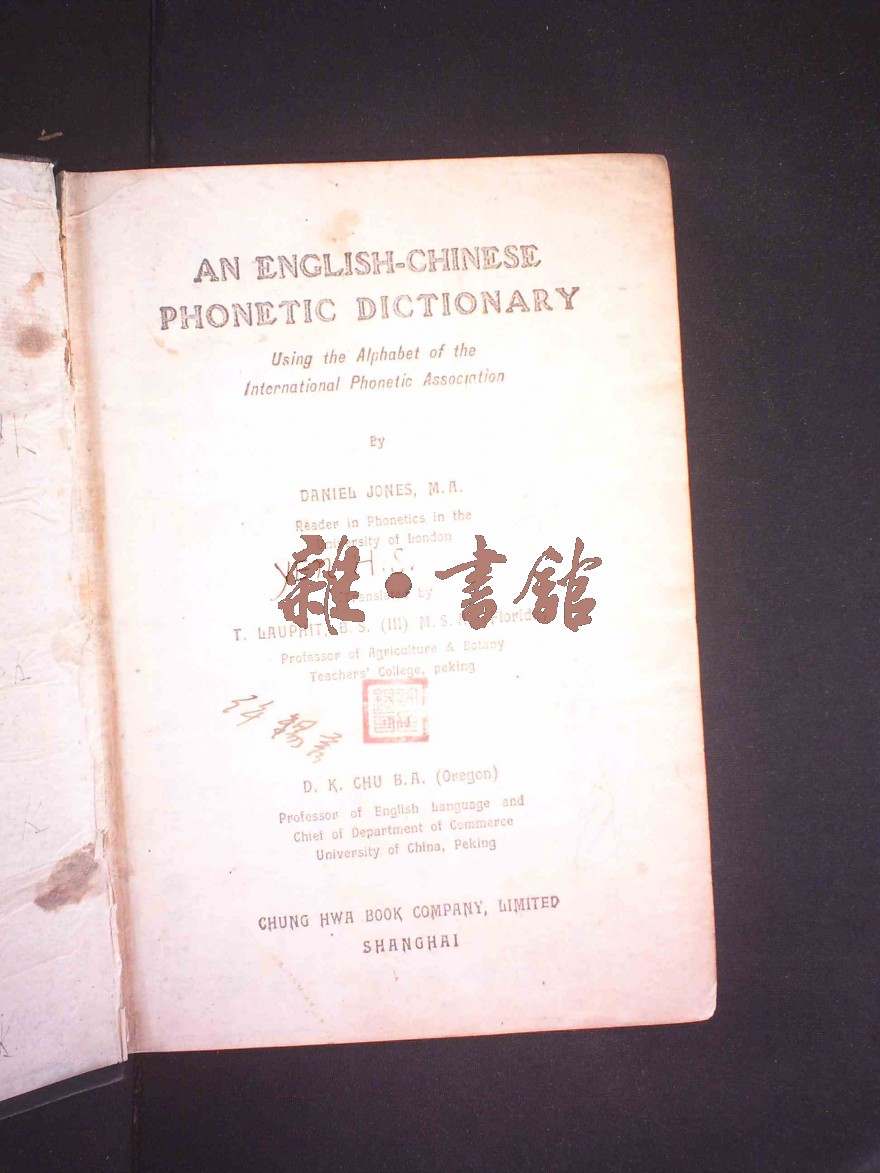 AN ENGLISH-CHINESE
PHONETIC DICTIONARY
Using the Alphabet of the
International Phonetic Association
By
DANIEL JONES, M.A.
Reader in Phonetics in the
University of London
H.S.
雜•書館
Translated by
T. LAUPHIT, B.S. (Ill) M.S.
Professor of Agriculture & Botany
Teachers' College, peking
D. K. CHU B.A. (Oregon)
Professor of English Language and
Chief of Department of Commerce
University of China, Peking
CHUNG HWA BOOK COMPANY, LIMITED
SHANGHAI